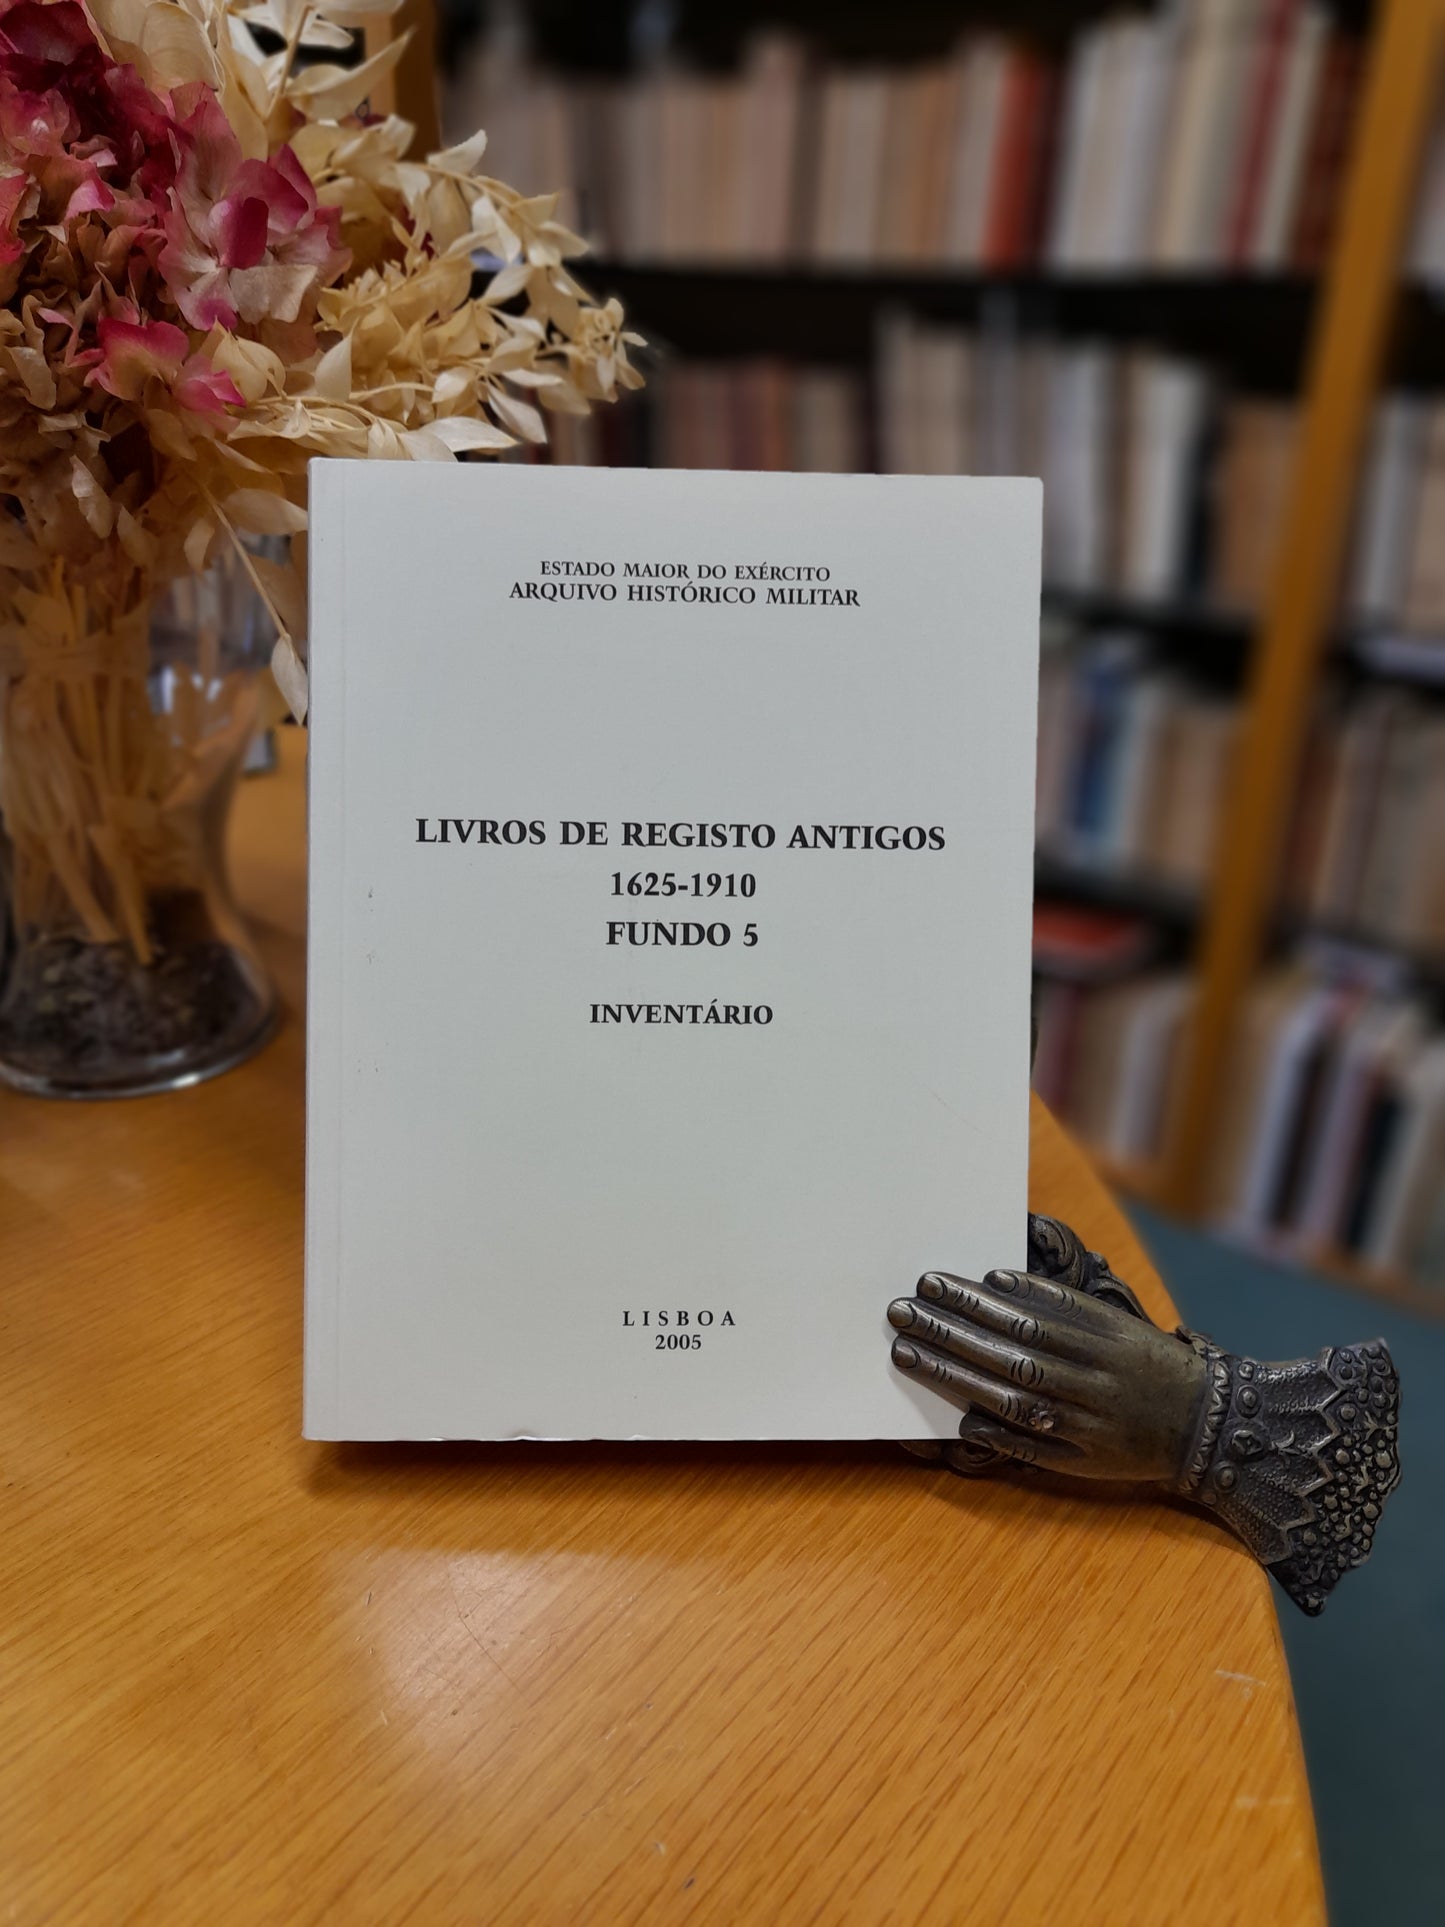 ESTADO MAIOR DO EXÉRCITO
ARQUIVO HISTÓRICO MILITAR
LIVROS DE REGISTO ANTIGOS
1625-1910
FUNDO 5
INVENTÁRIO
LISBOA
2005